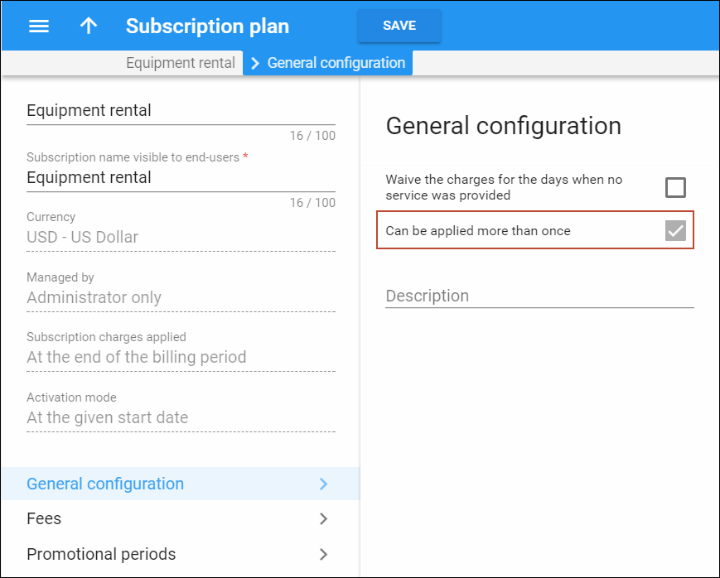 Subscription plan
SAVE
Equipment rental
General configuration
Equipment rental
16 / 100
Subscription name visible to end-users *
Equipment rental
16 / 100
Currency
USD - US Dollar
Managed by
Administrator only
Subscription charges applied
At the end of the billing period
Activation mode
At the given start date
General configuration
Fees
Promotional periods
General configuration
Waive the charges for the days when no
service was provided
Can be applied more than once
Description